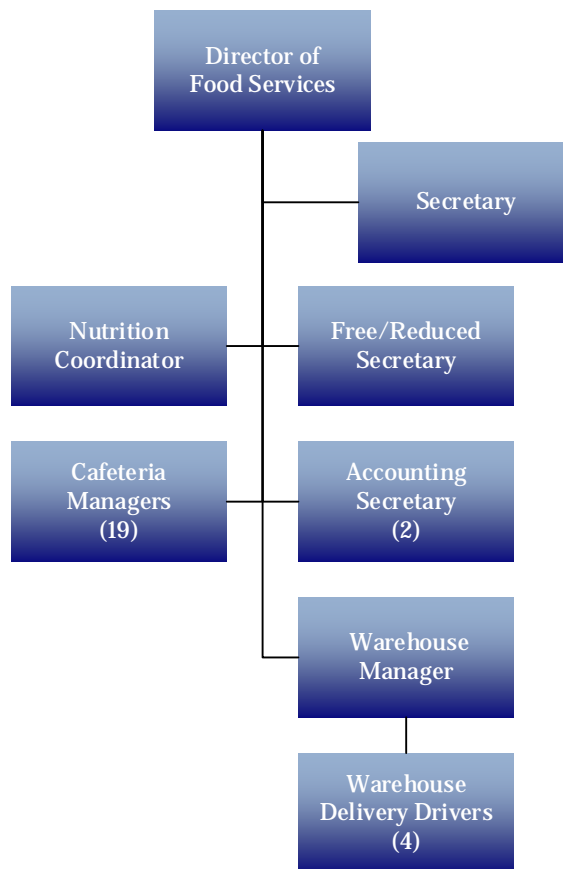 Director of
Food Services
Secretary
Nutrition
Coordinator
Free/Reduced
Secretary
Cafeteria
Managers
(19)
Accounting
Secretary
(2)
Warehouse
Manager
Warehouse
Delivery Drivers
(4)